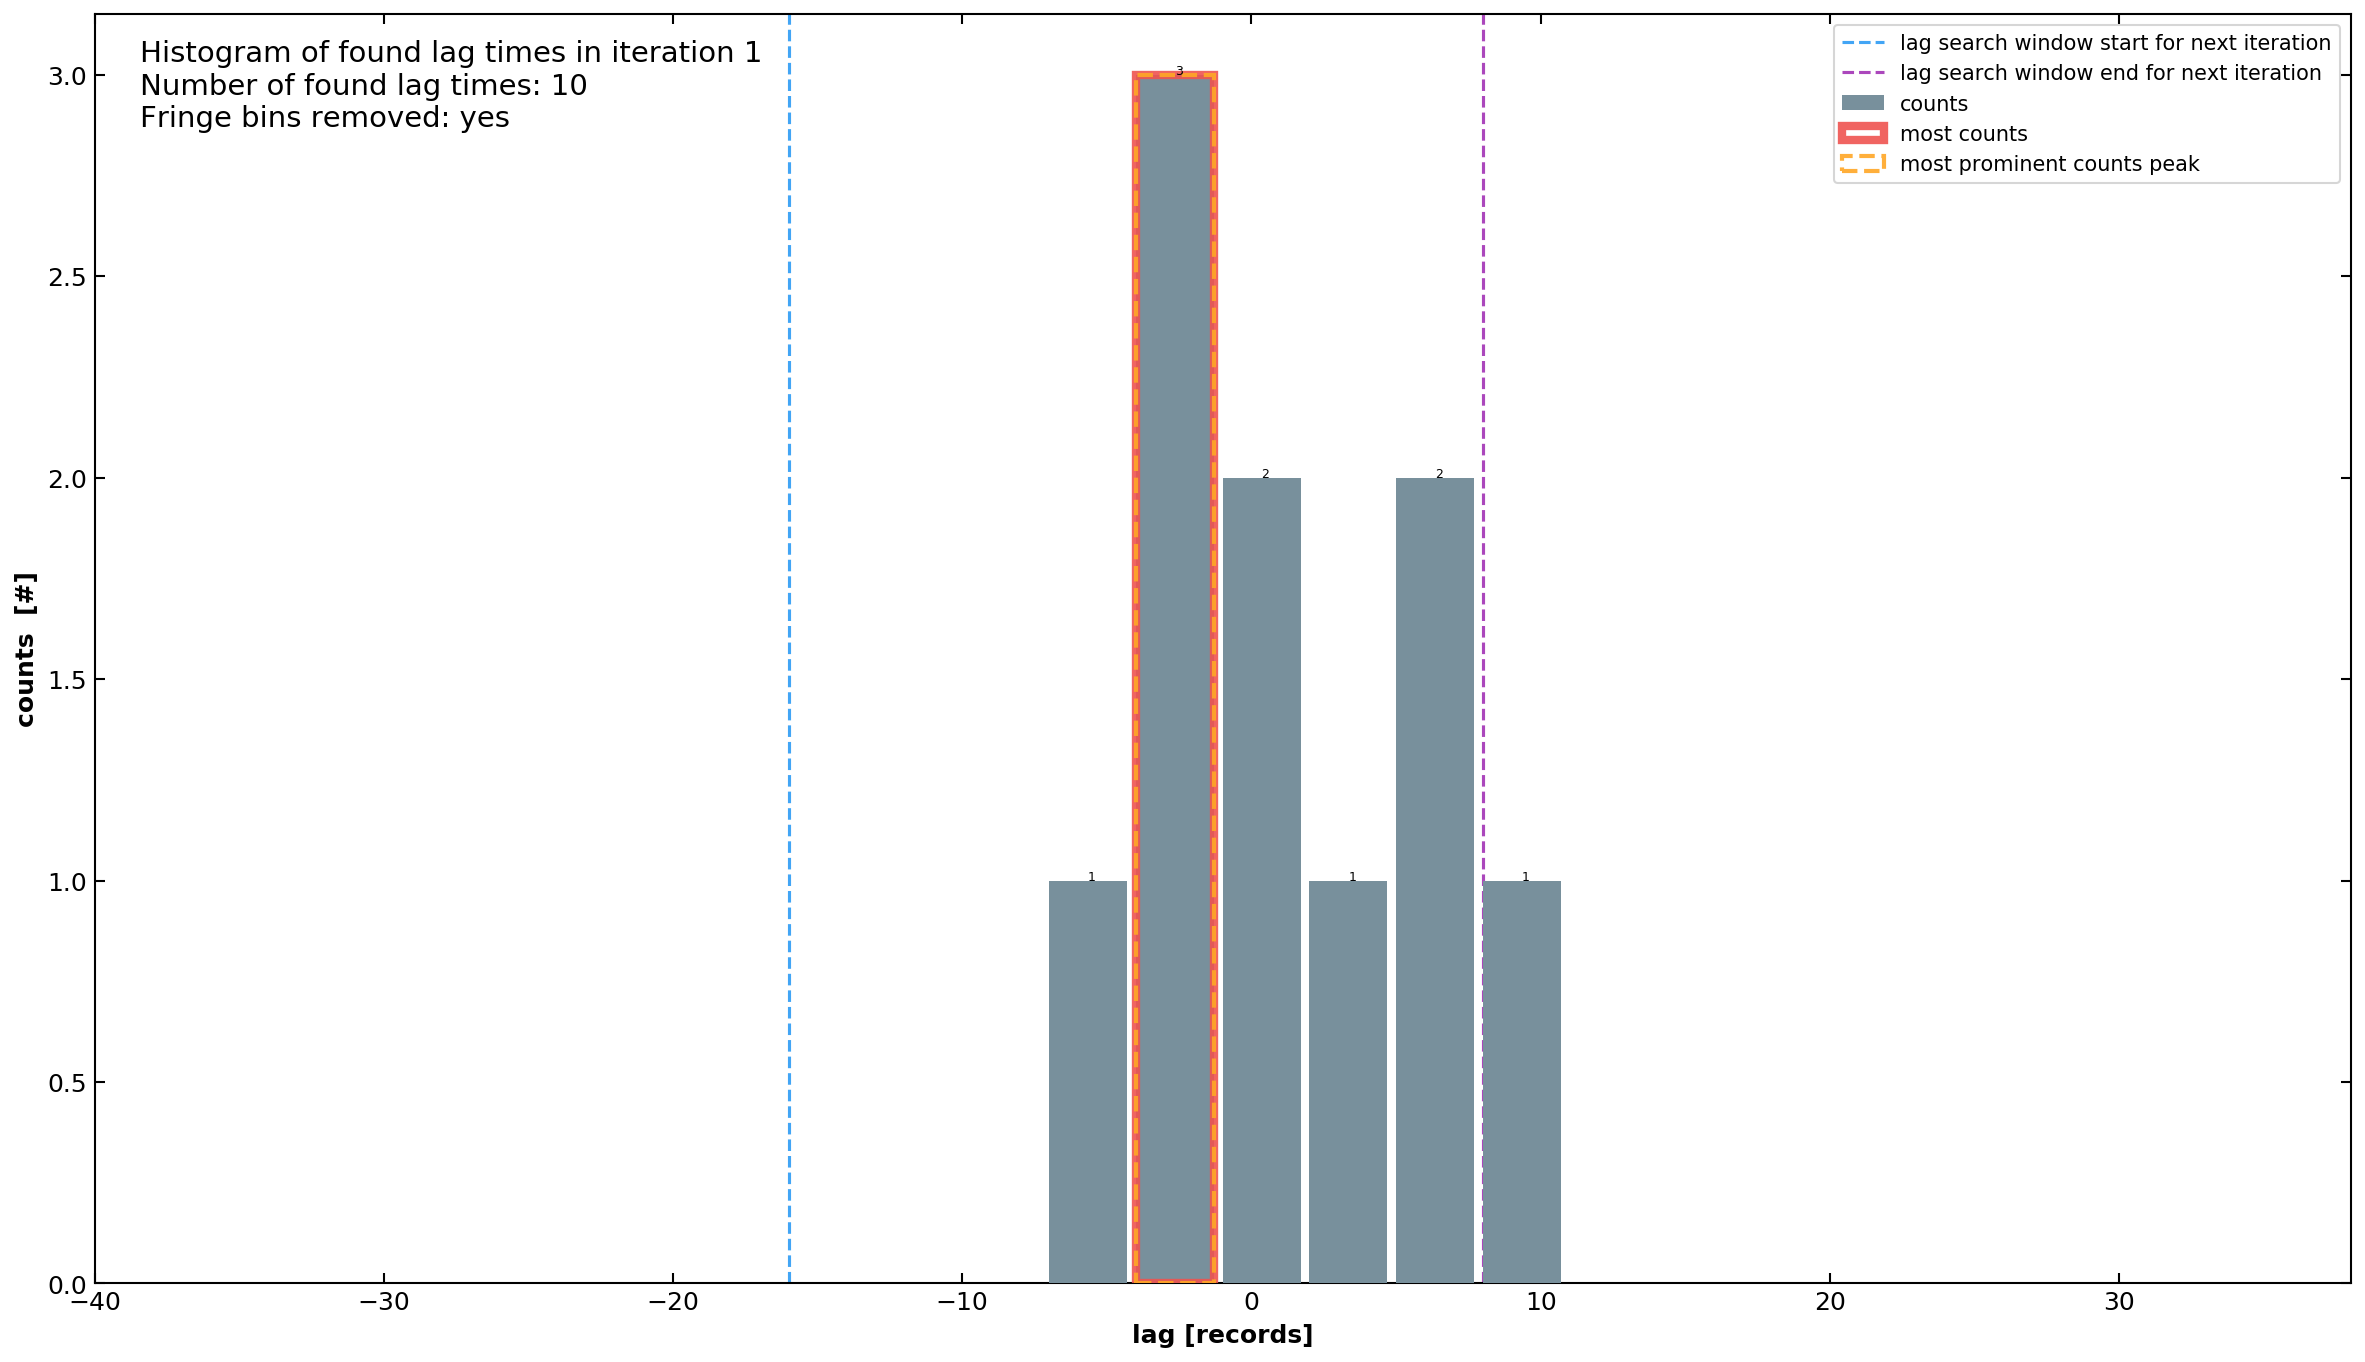 Histogram of found lag times in iteration 1
Number of found lag times: 10
Fringe bins removed: yes
lag search window start for next iteration
lag search window end for next iteration
counts
most counts
most prominent counts peak
3.0
2.5
2.0
1.5
1.0
0.5
0.0
counts [#]
1
3
2
1
2
1
−40
−30
−20
−10
0
10
20
30
lag [records]